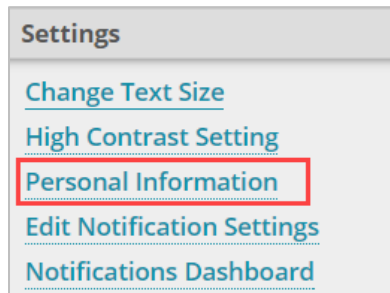 Settings
Change Text Size
High Contrast Setting
Personal Information
Edit Notification Settings
Notifications Dashboard